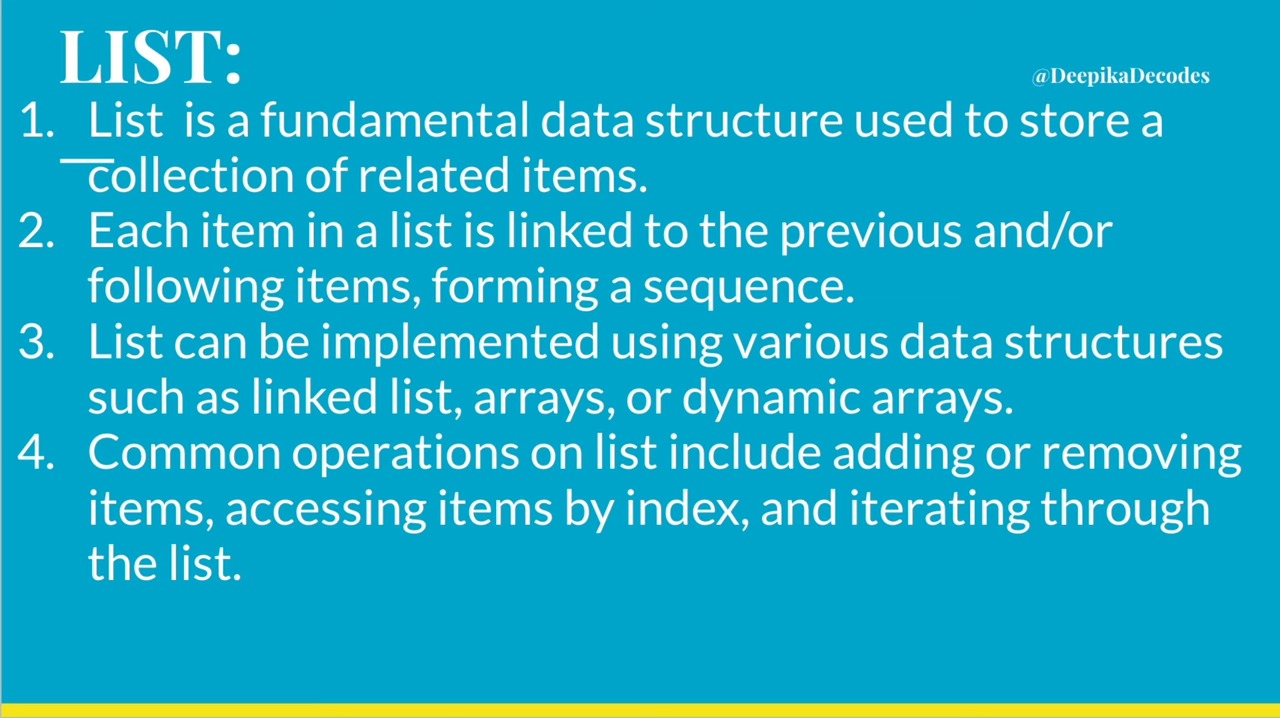 LIST:
@DeepikaDecodes
1. List is a fundamental data structure used to store a
collection of related items.
2. Each item in a list is linked to the previous and/or
following items, forming a sequence.
3. List can be implemented using various data structures
such as linked list, arrays, or dynamic arrays.
4. Common operations on list include adding or removing
items, accessing items by index, and iterating through
the list.